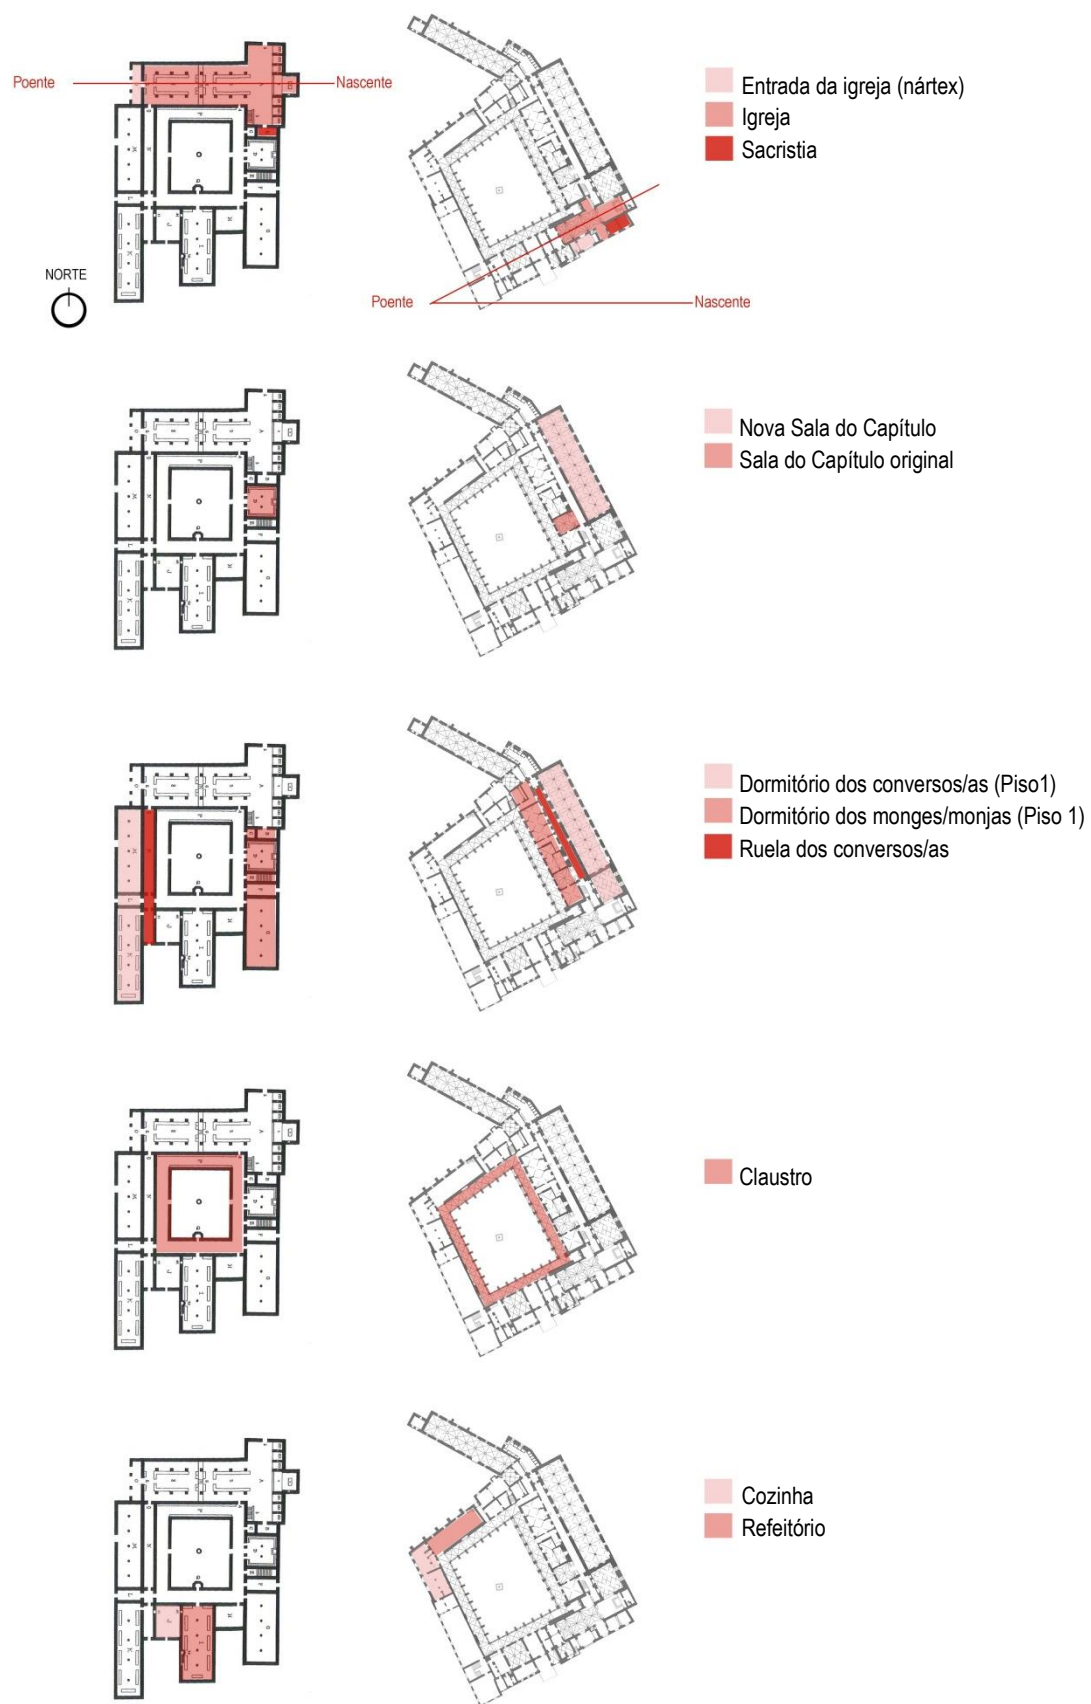 Poente
Nascente
Entrada da igreja (nártex)
Igreja
Sacristia
NORTE
Poente
Nascente
Nova Sala do Capítulo
Sala do Capítulo original
Dormitório dos conversos/as (Piso1)
Dormitório dos monges/monjas (Piso 1)
Ruela dos conversos/as
Claustro
Cozinha
Refeitório